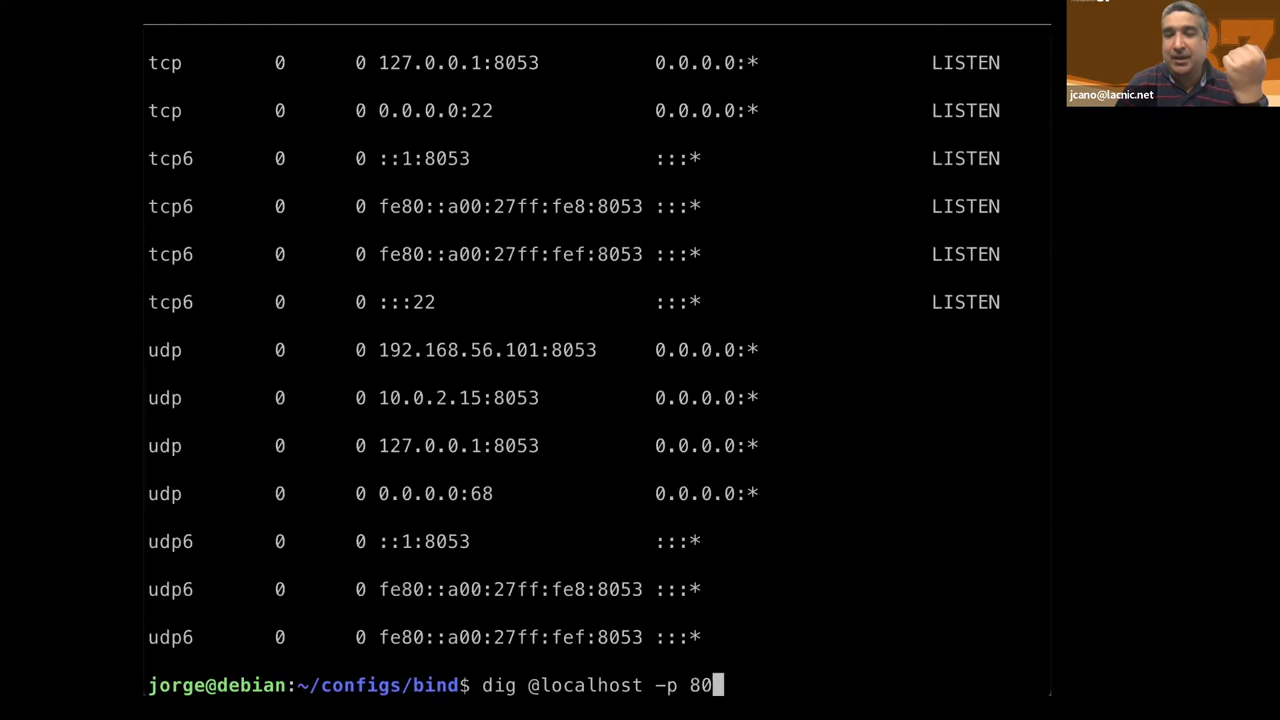 tcp 0 0 127.0.0.1:8053 0.0.0.0:* LISTEN
tcp 0 0 0.0.0.0:22 0.0.0.0:* LISTEN
tcp6 0 0 ::1:8053 :::* LISTEN
tcp6 0 0 fe80::a00:27ff:fe8:8053 :::* LISTEN
tcp6 0 0 fe80::a00:27ff:fef:8053 :::* LISTEN
tcp6 0 0 :::22 :::* LISTEN
udp 0 0 192.168.56.101:8053 0.0.0.0:*
udp 0 0 10.0.2.15:8053 0.0.0.0:*
udp 0 0 127.0.0.1:8053 0.0.0.0:*
udp 0 0 0.0.0.0:68 0.0.0.0:*
udp6 0 0 ::1:8053 :::*
udp6 0 0 fe80::a00:27ff:fe8:8053 :::*
udp6 0 0 fe80::a00:27ff:fef:8053 :::*
jorge@debian:~/configs/bind$ dig @localhost -p 80
jcano@lacnic.net